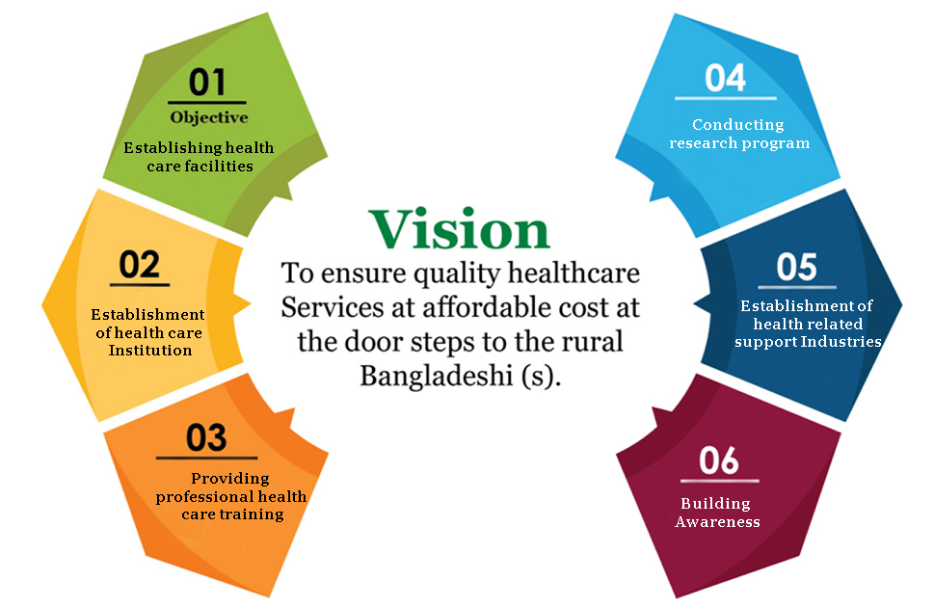 01
Objective
Establishing health
care facilities
02
Establishment
of health care
Institution
03
Providing
professional health
care training
Vision
To ensure quality healthcare
Services at affordable cost at
the door steps to the rural
Bangladeshi (s).
04
Conducting
research program
05
Establishment of
health related
support Industries
06
Building
Awareness